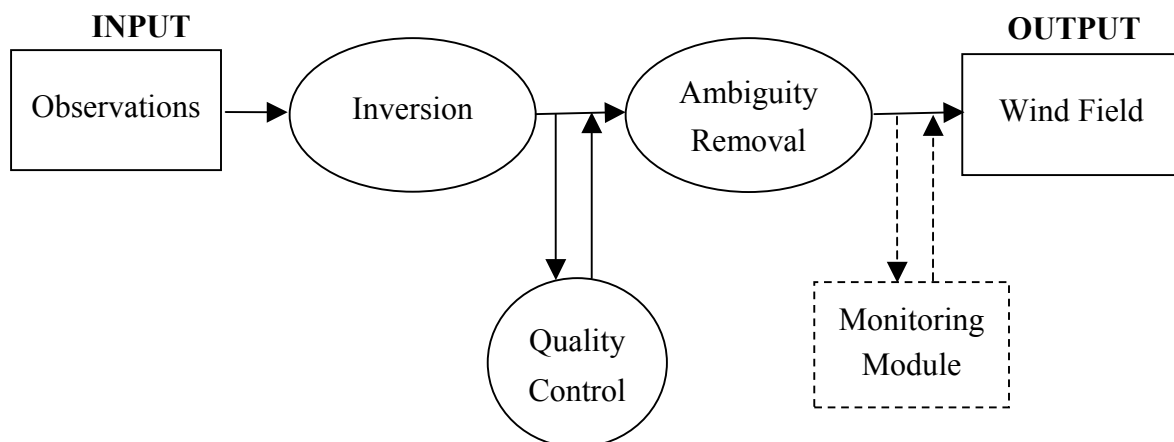 INPUT
OUTPUT
Observations
Inversion
Ambiguity
Removal
Wind Field
Quality
Control
Monitoring
Module